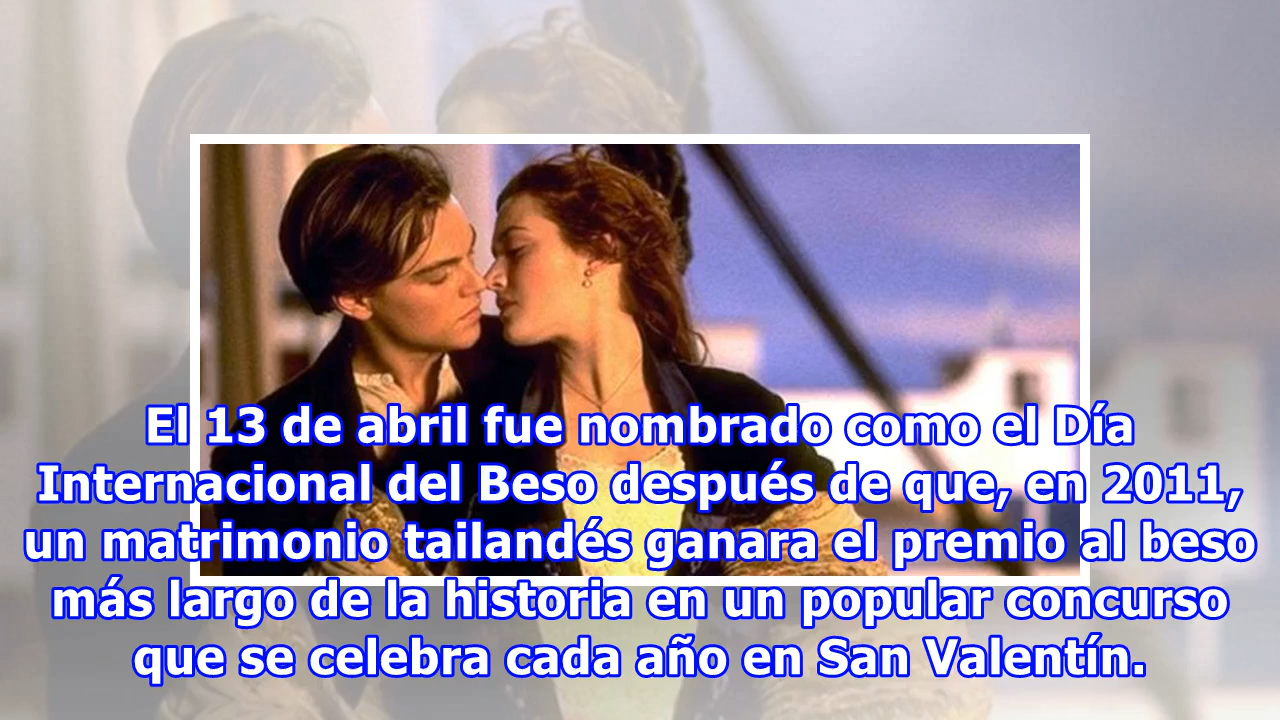 El 13 de abril fue nombrado como el Día
Internacional del Beso después de que, en 2011,
un matrimonio tailandés ganara el premio al beso
más largo de la historia en un popular concurso
que se celebra cada año en San Valentín.